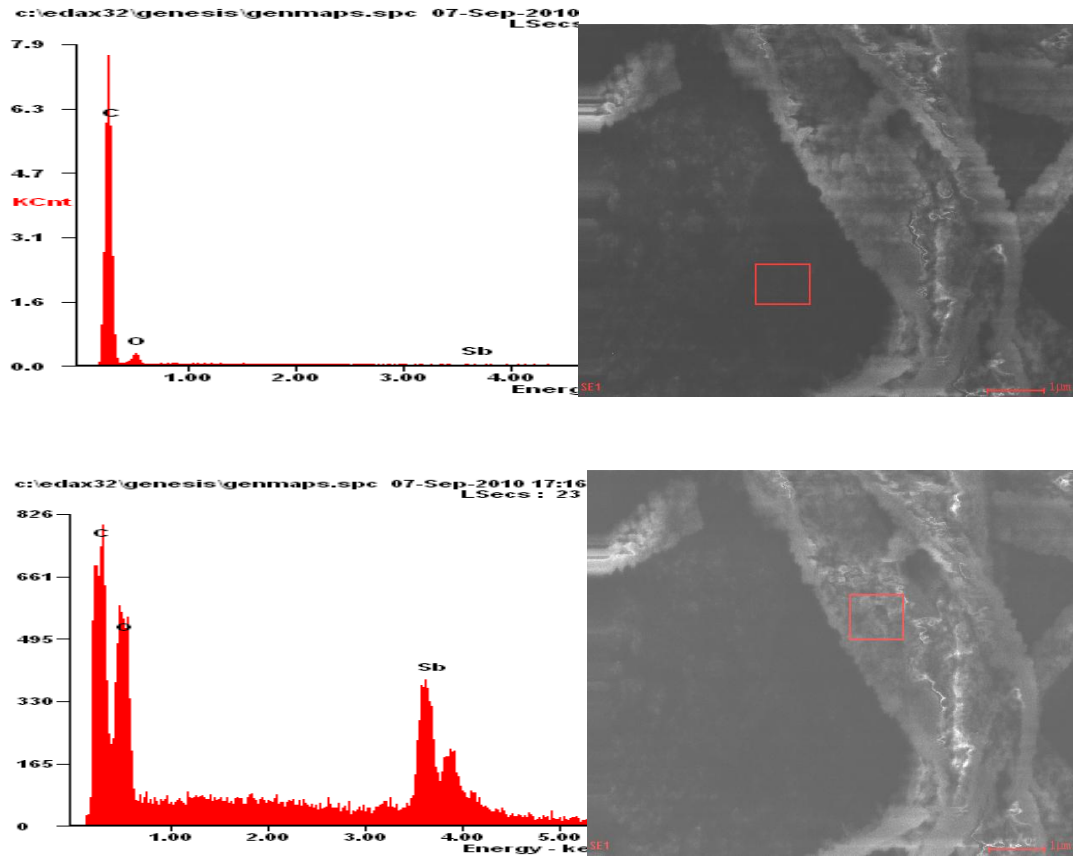 c:\edax32\genesis\genmaps.spc 07-Sep-2010
LSecs
7.9
6.3
4.7
KCnt
3.1
1.6
0.0
C
O
Sb
1.00 2.00 3.00 4.00
Energ
SE1 1µm
c:\edax32\genesis\genmaps.spc 07-Sep-2010 17:16
LSecs : 23
826
661
495
330
165
0
C
O
Sb
1.00 2.00 3.00 4.00 5.00
Energy - ke
SE1 1µm